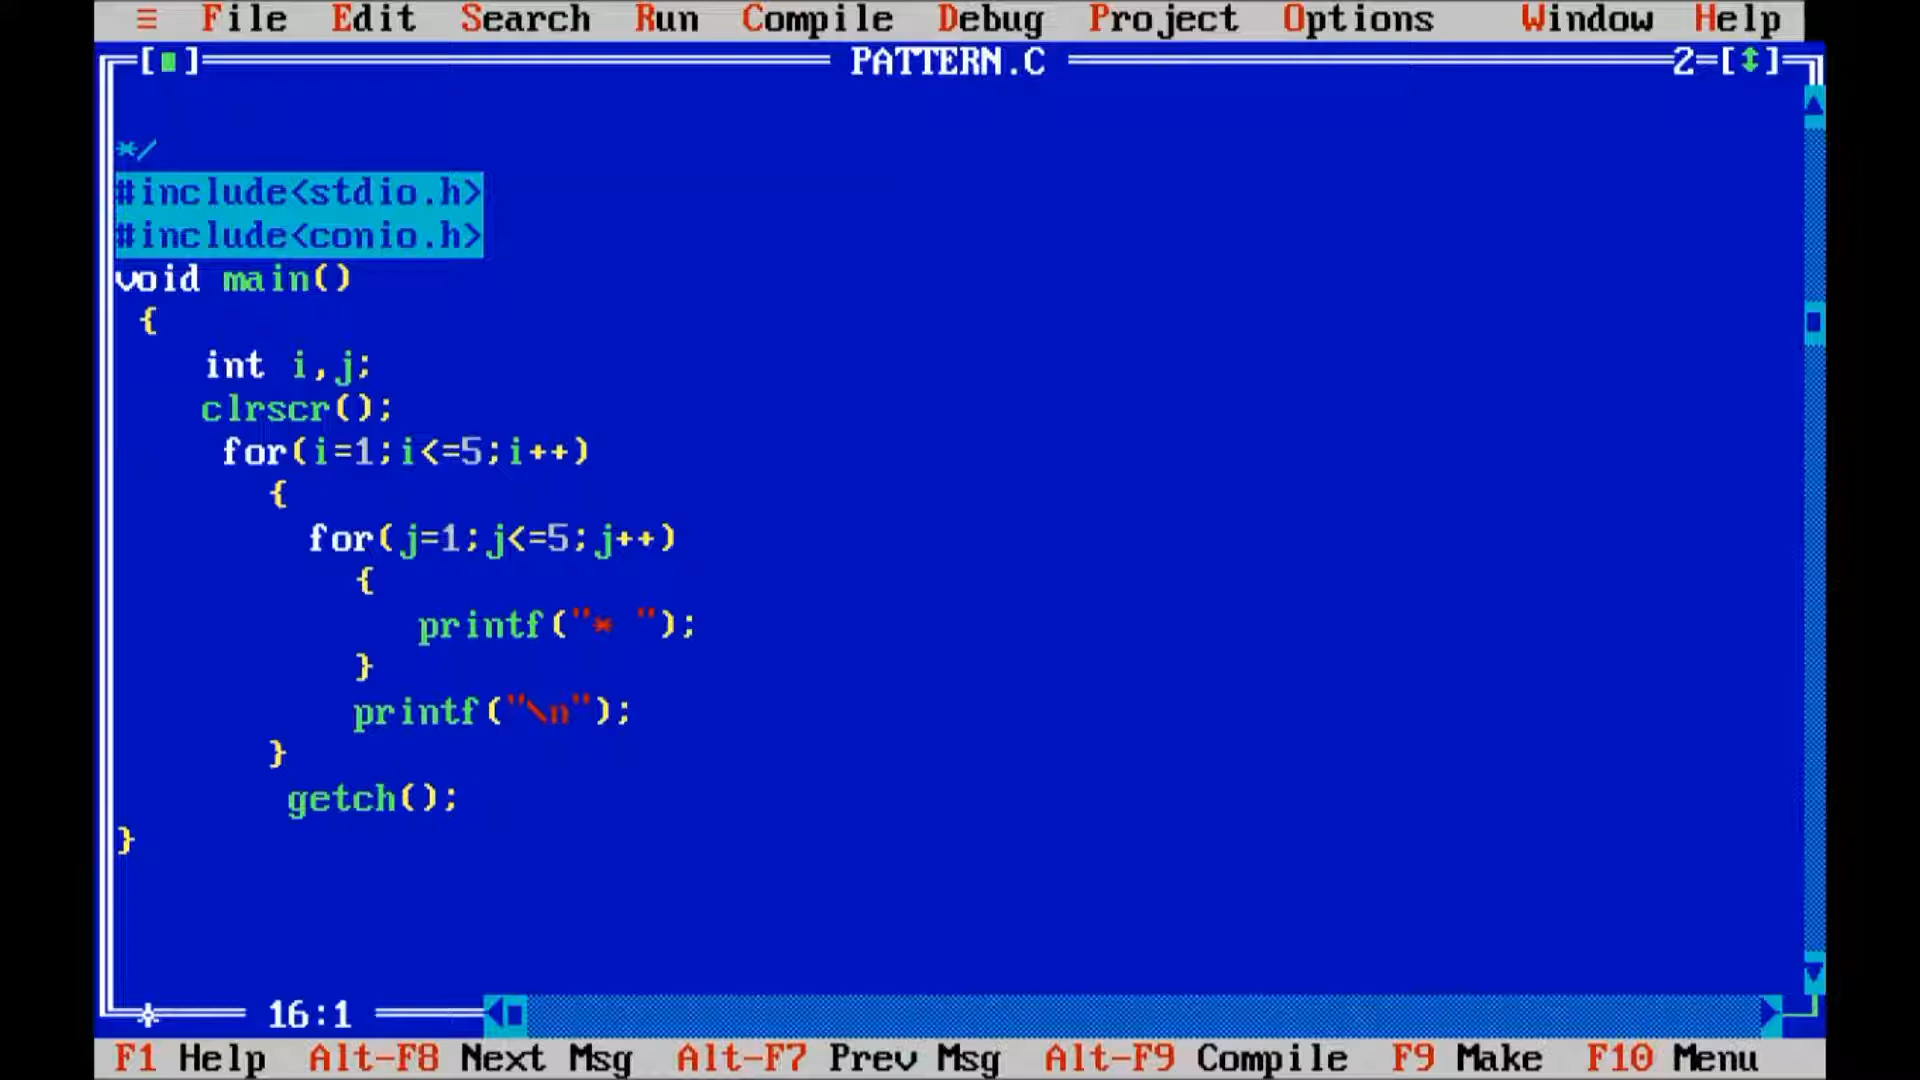 ≡ File Edit Search Run Compile Debug Project Options Window Help
[■] PATTERN.C 2=[↕]
*/
#include<stdio.h>
#include<conio.h>
void main()
{
int i,j;
clrscr();
for(i=1;i<=5;i++)
{
for(j=1;j<=5;j++)
{
printf("* ");
}
printf("\n");
}
getch();
}
* 16:1
F1 Help Alt-F8 Next Msg Alt-F7 Prev Msg Alt-F9 Compile F9 Make F10 Menu